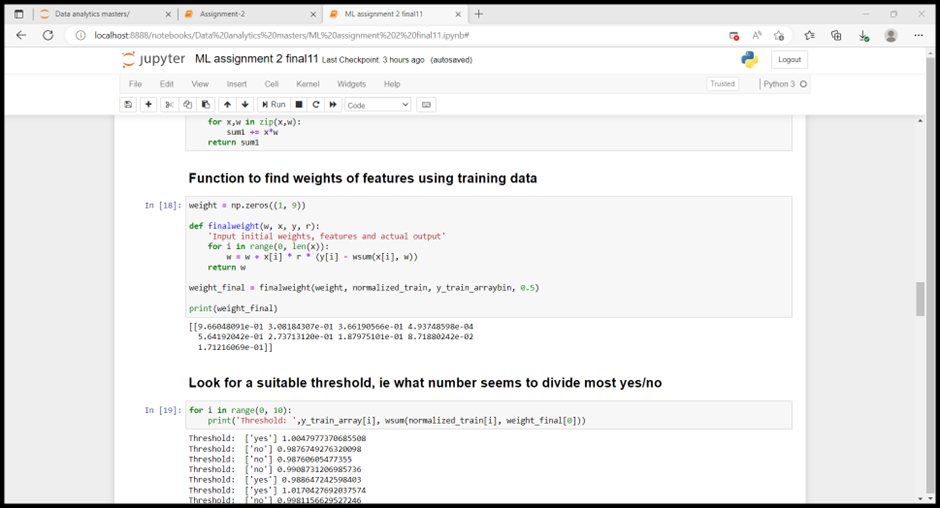 Data analytics masters/
Assignment-2
ML assignment 2 final11
localhost:8888/notebooks/Data%20analytics%20masters/ML%20assignment%202%20final11.ipynb#
jupyter ML assignment 2 final11 Last Checkpoint: 3 hours ago (autosaved)
Logout
File Edit View Insert Cell Kernel Widgets Help
Trusted Python 3
Run Code
for x,w in zip(x,w):
sum1 += x*w
return sum1
Function to find weights of features using training data
In [18]: weight = np.zeros((1, 9))
def finalweight(w, x, y, r):
'Input initial weights, features and actual output'
for i in range(0, len(x)):
w = w + x[i] * r * (y[i] - wsum(x[i], w))
return w
weight_final = finalweight(weight, normalized_train, y_train_arraybin, 0.5)
print(weight_final)
[[9.66048091e-01 3.08184307e-01 3.66190566e-01 4.93748598e-04
5.64192042e-01 2.73713120e-01 1.87975101e-01 8.71880242e-02
1.71216069e-01]]
Look for a suitable threshold, ie what number seems to divide most yes/no
In [19]: for i in range(0, 10):
print('Threshold: ',y_train_array[i], wsum(normalized_train[i], weight_final[0]))
Threshold: ['yes'] 1.0047977370685508
Threshold: ['no'] 0.9876749276320098
Threshold: ['no'] 0.98760605477355
Threshold: ['no'] 0.9908731206985736
Threshold: ['yes'] 0.988647242598403
Threshold: ['yes'] 1.0170427692037574
Threshold: ['no'] 0.9981156629527246